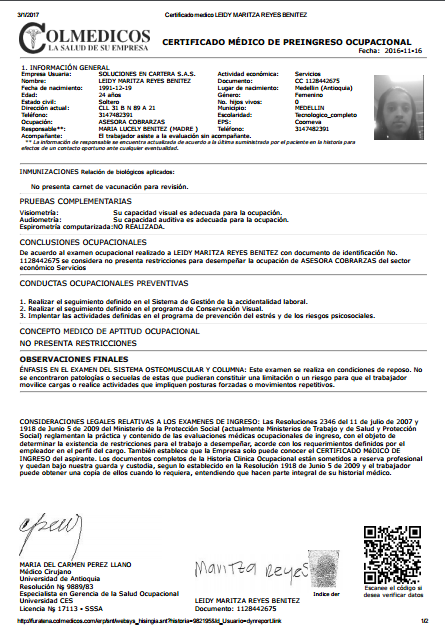 3/1/2017 Certificado medico LEIDY MARITZA REYES BENITEZ
COLMEDICOS
LA SALUD DE SU EMPRESA
CERTIFICADO MÉDICO DE PREINGRESO OCUPACIONAL
Fecha: 2016•11•16
1. INFORMACIÓN GENERAL
Empresa Usuaria: SOLUCIONES EN CARTERA S.A.S. Actividad económica: Servicios
Nombre: LEIDY MARITZA REYES BENITEZ Documento: CC 1128442675
Fecha de nacimiento: 1991-12-19 Lugar de nacimiento: Medellin (Antioquia)
Edad: 24 años Género: Femenino
Estado civil: Soltero No. hijos vivos: 0
Dirección actual: CLL 31 B N 89 A 21 Municipio: MEDELLIN
Teléfono: 3147482391 Escolaridad: Tecnologico_completo
Ocupación: ASESORA COBRARZAS EPS: Coomeva
Responsable**: MARIA LUCELY BENITEZ (MADRE ) Teléfono: 3147482391
Acompañante: El trabajador asiste a la evaluación sin acompañante.
** La información de responsable se encuentra actualizada de acuerdo a la última suministrada por el paciente en la historia para
efectos de un contacto oportuno ante cualquier eventualidad.
INMUNIZACIONES Relación de biológicos aplicados:
No presenta carnet de vacunación para revisión.
PRUEBAS COMPLEMENTARIAS
Visiometría: Su capacidad visual es adecuada para la ocupación.
Audiometría: Su capacidad auditiva es adecuada para la ocupación.
Espirometría computarizada: NO REALIZADA.
CONCLUSIONES OCUPACIONALES
De acuerdo al examen ocupacional realizado a LEIDY MARITZA REYES BENITEZ con documento de identificación No.
1128442675 se considera no presenta restricciones para desempeñar la ocupación de ASESORA COBRARZAS del sector
económico Servicios
CONDUCTAS OCUPACIONALES PREVENTIVAS
1. Realizar el seguimiento definido en el Sistema de Gestión de la accidentalidad laboral.
2. Realizar el seguimiento definido en el programa de Conservación Visual.
3. Implentar las actividades definidas en el programa de prevención del estrés y de los riesgos psicosociales.
CONCEPTO MEDICO DE APTITUD OCUPACIONAL
NO PRESENTA RESTRICCIONES
OBSERVACIONES FINALES
ÉNFASIS EN EL EXAMEN DEL SISTEMA OSTEOMUSCULAR Y COLUMNA: Este examen se realiza en condiciones de reposo. No
se encontraron patologías o secuelas de estas que pudieran constituir una limitación o un riesgo para que el trabajador
movilice cargas o realice actividades que impliquen posturas forzadas o movimientos repetitivos.
CONSIDERACIONES LEGALES RELATIVAS A LOS EXAMENES DE INGRESO: Las Resoluciones 2346 del 11 de julio de 2007 y
1918 de Junio 5 de 2009 del Ministerio de la Protección Social (actualmente Ministerios de Trabajo y de Salud y Protección
Social) reglamentan la práctica y contenido de las evaluaciones médicas ocupacionales de ingreso, con el objeto de
determinar la existencia de restricciones para el trabajo a desempeñar, acorde con los requerimientos definidos por el
empleador en el perfil del cargo. También establece que la Empresa solo puede conocer el CERTIFICADO MéDICO DE
INGRESO del aspirante. Los documentos completos de la Historia Clinica Ocupacional están sometidos a reserva profesional
y quedan bajo nuestra guarda y custodia, segun lo establecido en la Resolución 1918 de Junio 5 de 2009 y el trabajador
puede obtener una copia de ellos cuando lo requiera, entendiendo que hacen parte integral de su historial médico.
Maritza Reyes
MARIA DEL CARMEN PEREZ LLANO
Médico Cirujano
Universidad de Antioquia
Resolución Nş 9889/83
Especialista en Gerencia de la Salud Ocupacional
Universidad CES
Licencia Nş 17113 • SSSA
LEIDY MARITZA REYES BENITEZ
Documento: 1128442675
Indice der
Escanee el código si
desea verificar datos
http://furatena.colmedicos.com/erp/snt/websys_hisingia.snt?historia=982195&Id_Usuario=dynreport.link 1/2